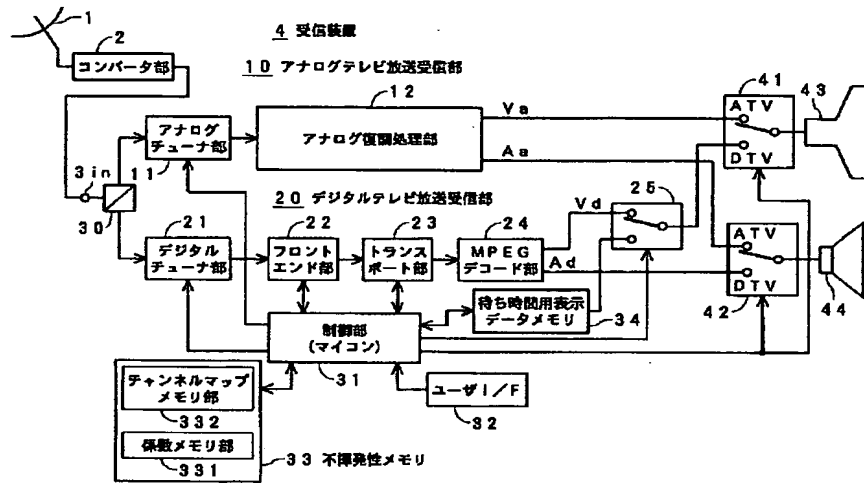 1
4 受信装置
2
コンバータ部
10 アナログテレビ放送受信部
12
アナログ復調処理部
Va
Aa
41
ATV
DTV
43
アナログ
チューナ部
11
3in
30
20 デジタルテレビ放送受信部
21
デジタル
チューナ部
22
フロント
エンド部
23
トランス
ポート部
24
MPEG
デコード部
Vd
Ad
25
ATV
DTV
42
44
待ち時間用表示
データメモリ
34
制御部
(マイコン)
31
ユーザI/F
32
チャンネルマップ
メモリ部
332
係数メモリ部
331
33 不揮発性メモリ